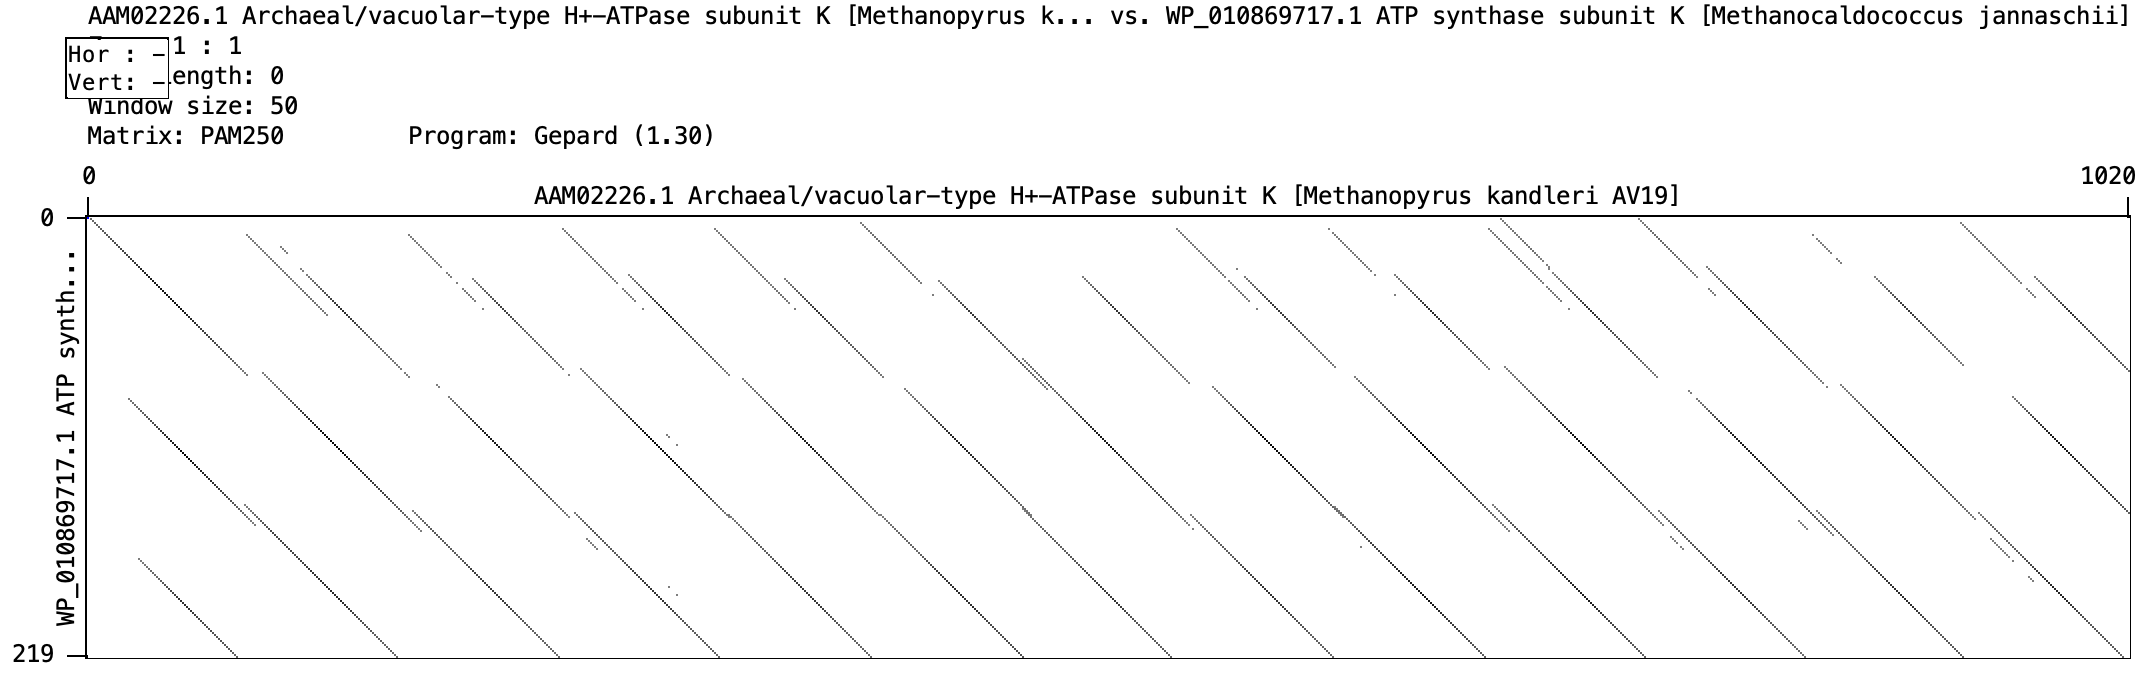 AAM02226.1 Archaeal/vacuolar-type H+-ATPase subunit K [Methanopyrus k... vs. WP_010869717.1 ATP synthase subunit K [Methanocaldococcus jannaschii]
1 : 1
Hor : -
Vert: -
ength: 0
Window size: 50
Matrix: PAM250 Program: Gepard (1.30)
0 1020
AAM02226.1 Archaeal/vacuolar-type H+-ATPase subunit K [Methanopyrus kandleri AV19]
0
WP_010869717.1 ATP synth...
219